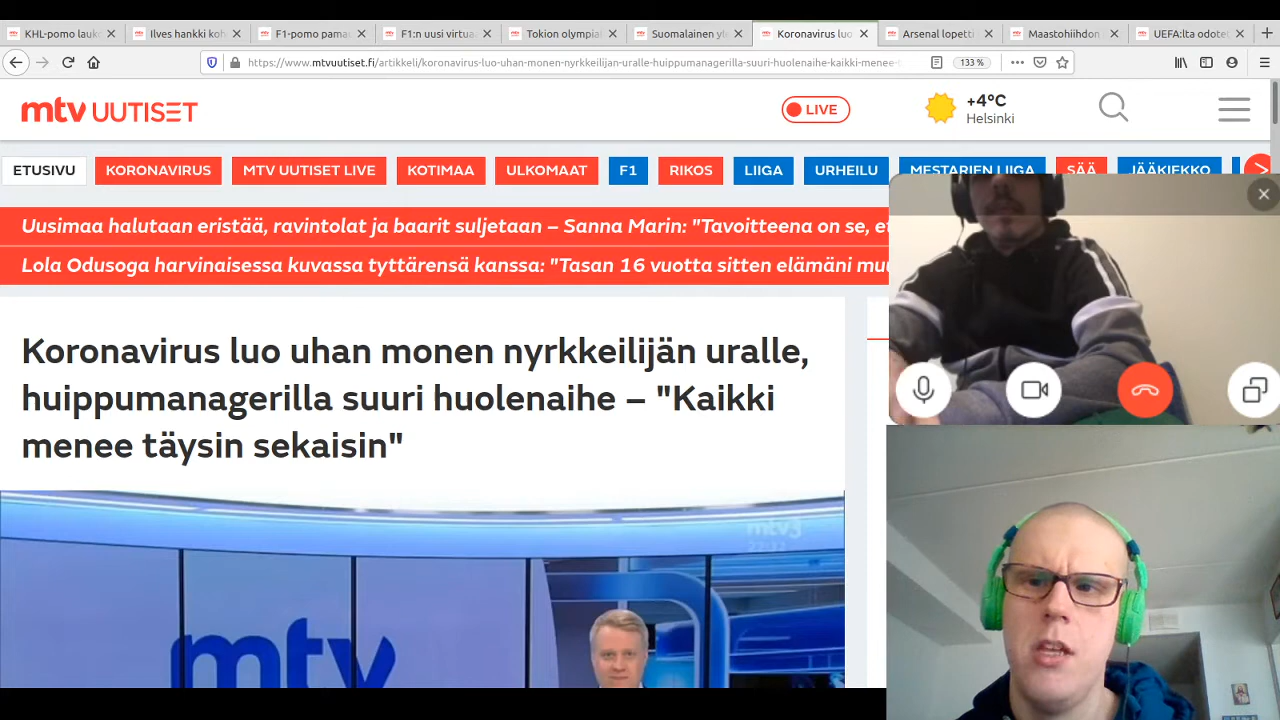 KHL-pomo lauk
Ilves hankki ko
F1-pomo pama
F1:n uusi virtua
Tokion olympia
Suomalainen yl
Koronavirus luo
Arsenal lopetti
Maastohiihdon
UEFA:lta odote
https://www.mtvuutiset.fi/artikkeli/koronavirus-luo-uhan-monen-nyrkkeilijan-uralle-huippumanagerilla-suuri-huolenaihe-kaikki-menee-
133 %
mtv UUTISET
LIVE
+4°C
Helsinki
ETUSIVU
KORONAVIRUS
MTV UUTISET LIVE
KOTIMAA
ULKOMAAT
F1
RIKOS
LIIGA
URHEILU
MESTARIEN LIIGA
SÄÄ
JÄÄKIEKKO
Uusimaa halutaan eristää, ravintolat ja baarit suljetaan – Sanna Marin: "Tavoitteena on se, et
Lola Odusoga harvinaisessa kuvassa tyttärensä kanssa: "Tasan 16 vuotta sitten elämäni muu
Koronavirus luo uhan monen nyrkkeilijän uralle,
huippumanagerilla suuri huolenaihe – "Kaikki
menee täysin sekaisin"
mtv3
mtv